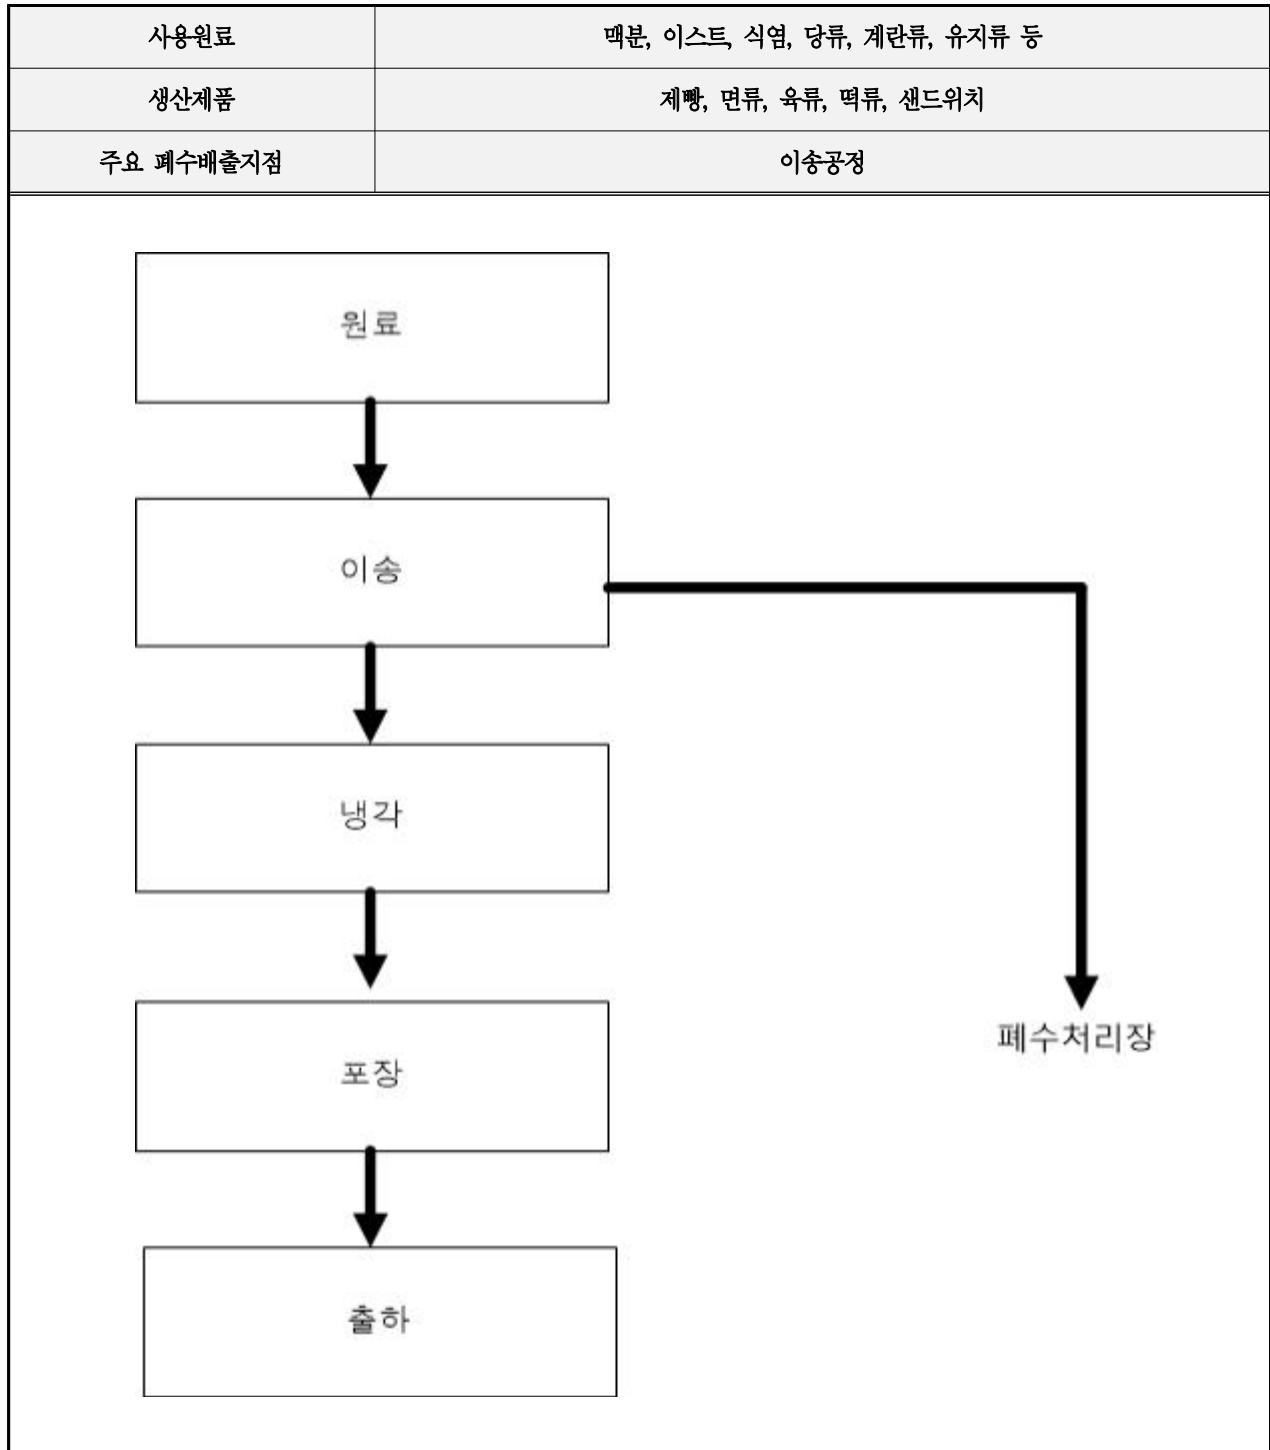 사용원료
맥분, 이스트, 식염, 당류, 계란류, 유지류 등
생산제품
제빵, 면류, 육류, 떡류, 샌드위치
주요 폐수배출지점
이송공정
원료
이송
냉각
포장
출하
폐수처리장